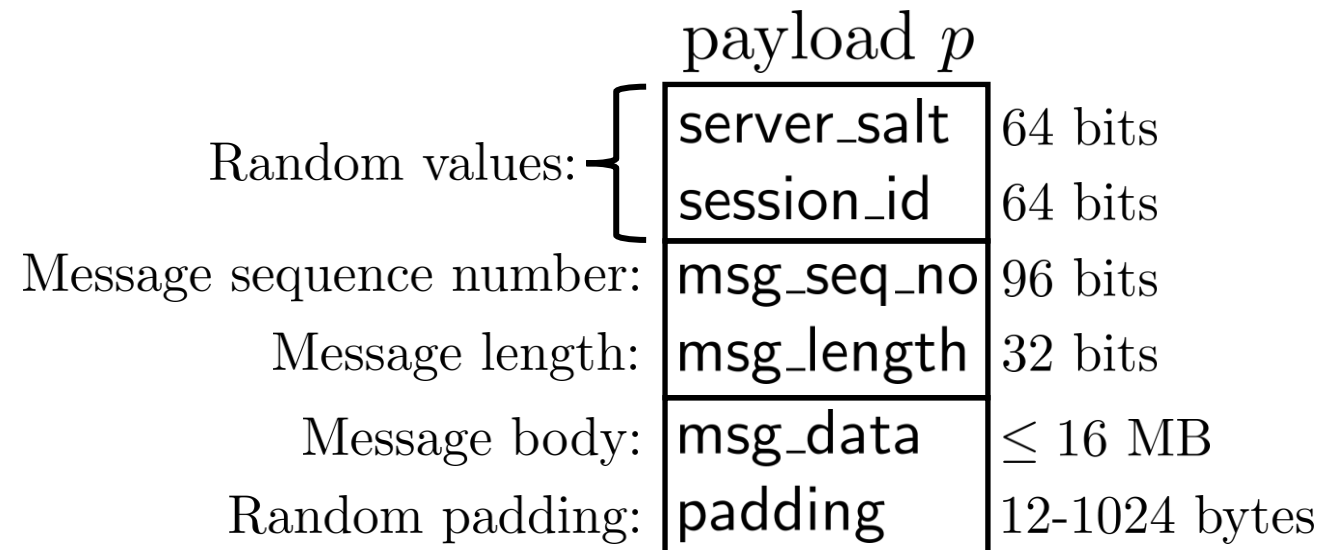 payload p
server_salt 64 bits
Random values:
session_id 64 bits
Message sequence number: msg_seq_no 96 bits
Message length: msg_length 32 bits
Message body: msg_data ≤ 16 MB
Random padding: padding 12-1024 bytes